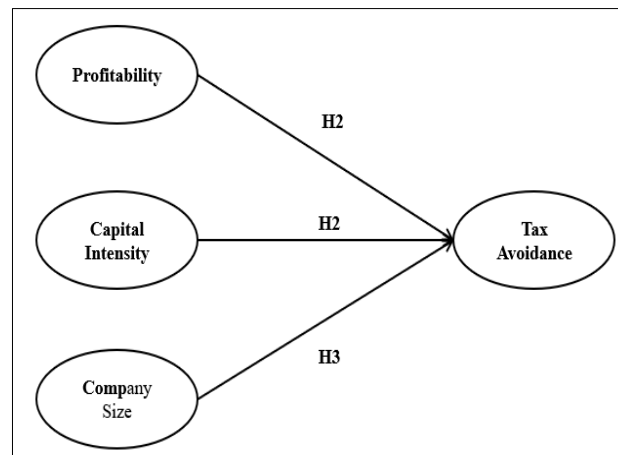 Profitability
H2
Capital
Intensity
H2
Tax
Avoidance
H3
Company
Size